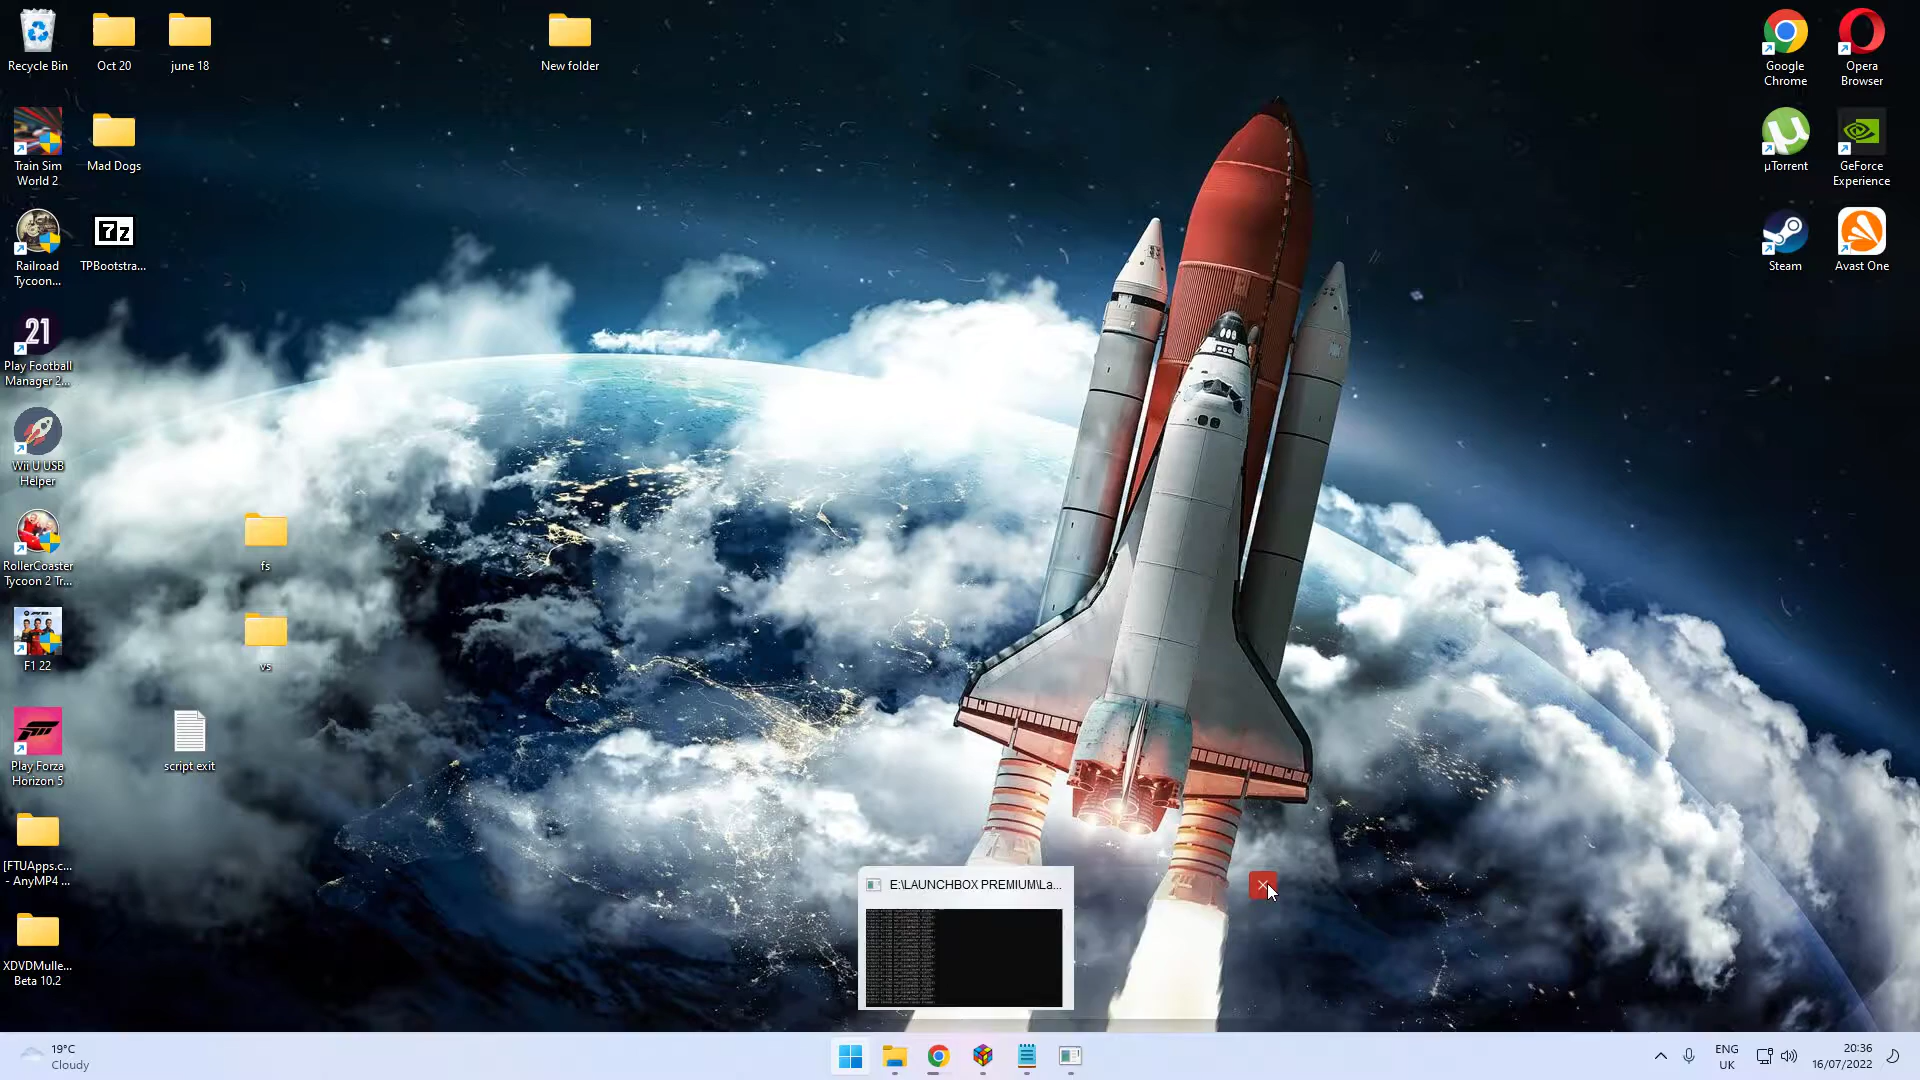 Recycle Bin
Oct 20
june 18
New folder
Google
Chrome
Opera
Browser
Train Sim
World 2
Mad Dogs
µTorrent
GeForce
Experience
7z
Railroad
Tycoon...
TPBootstra...
Steam
Avast One
21
Play Football
Manager 2...
Wii U USB
Helper
fs
RollerCoaster
Tycoon 2 Tr...
vs
F1 22
script exit
Play Forza
Horizon 5
[FTUApps.c...
- AnyMP4 ...
E:\LAUNCHBOX PREMIUM\La...
XDVDMulle...
Beta 10.2
19°C
Cloudy
ENG
UK
20:36
16/07/2022